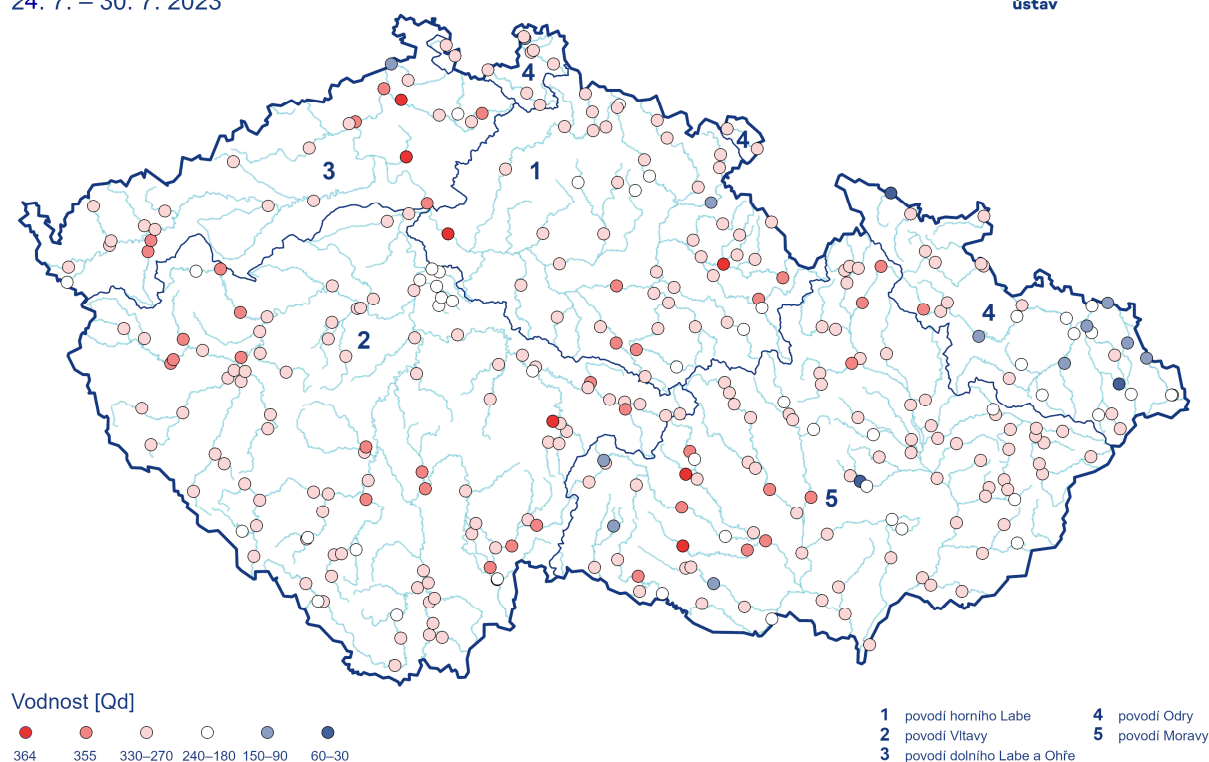 24. 7. – 30. 7. 2023
ústav
4
4
3
1
4
2
5
Vodnost [Qd]
364 355 330–270 240–180 150–90 60–30
1 povodí horního Labe
2 povodí Vltavy
3 povodí dolního Labe a Ohře
4 povodí Odry
5 povodí Moravy